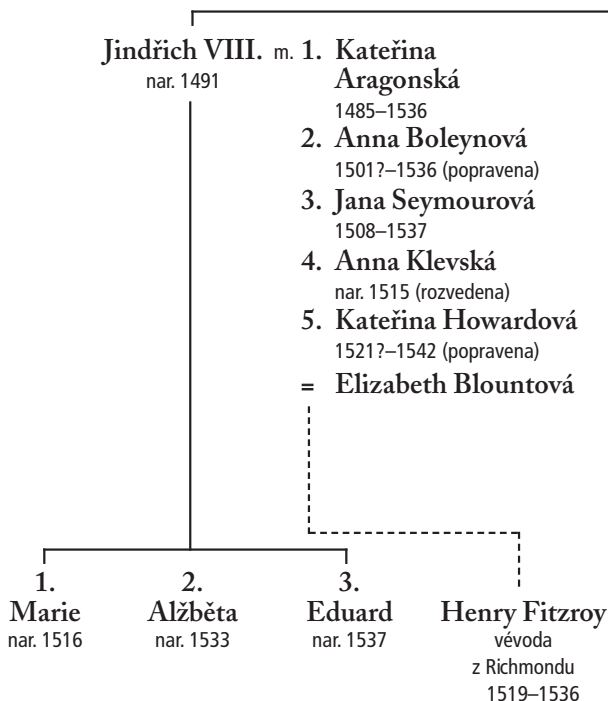 Jindřich VIII. m. 1. Kateřina
Aragonská
nar. 1491
1485–1536
2. Anna Boleynová
1501?–1536 (popravena)
3. Jana Seymourová
1508–1537
4. Anna Klevská
nar. 1515 (rozvedena)
5. Kateřina Howardová
1521?–1542 (popravena)
= Elizabeth Blountová
1. 2. 3.
Marie Alžběta Eduard Henry Fitzroy
nar. 1516 nar. 1533 nar. 1537 vévoda
z Richmondu
1519–1536